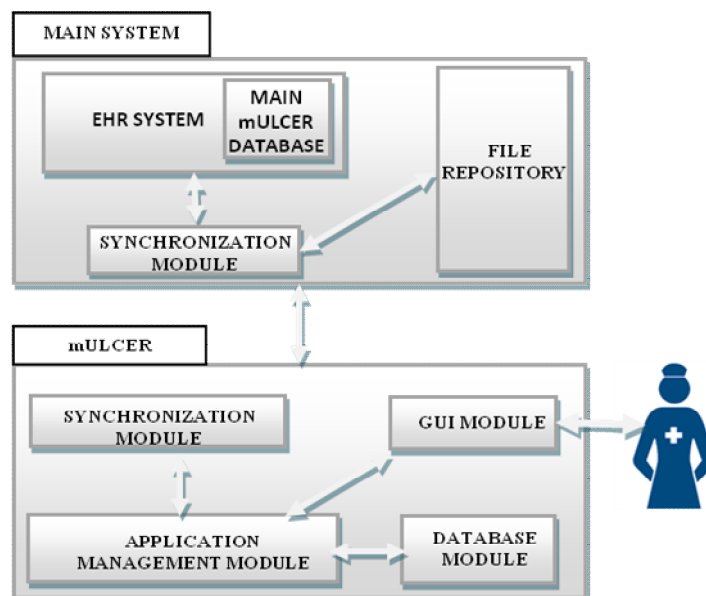 MAIN SYSTEM
EHR SYSTEM
MAIN
mULCER
DATABASE
FILE
REPOSITORY
SYNCHRONIZATION
MODULE
mULCER
SYNCHRONIZATION
MODULE
GUI MODULE
APPLICATION
MANAGEMENT MODULE
DATABASE
MODULE